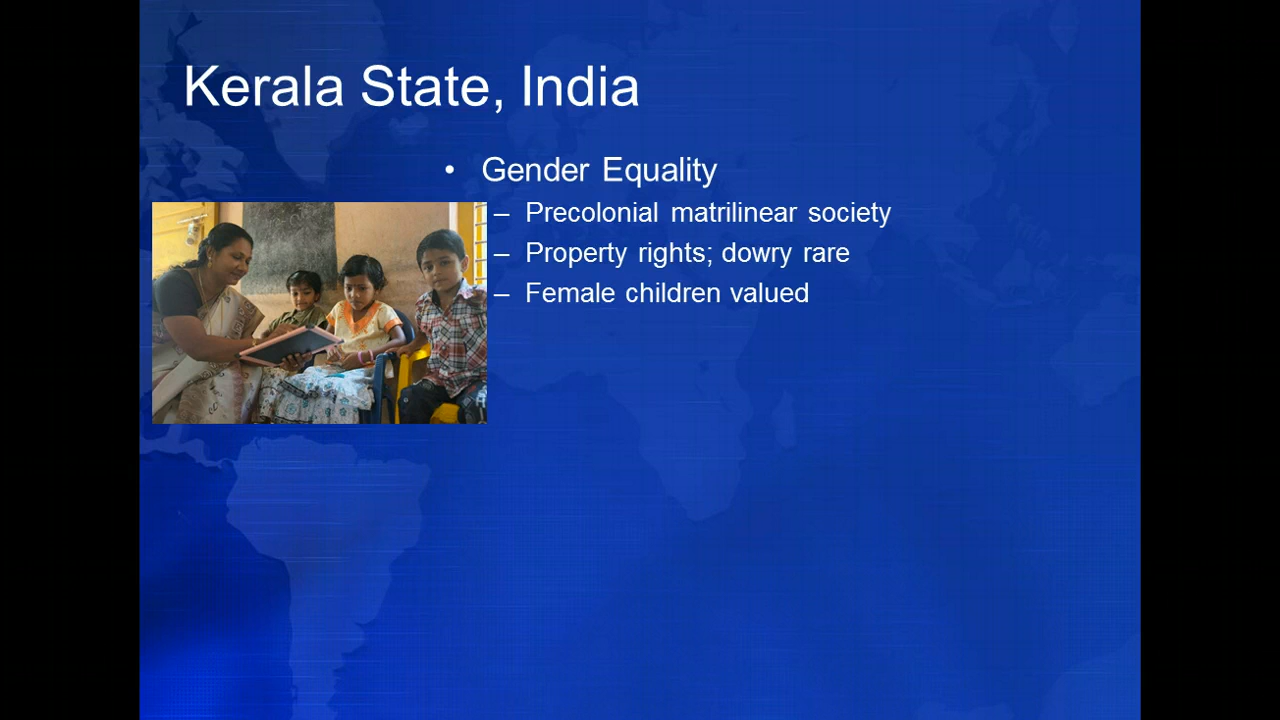 Kerala State, India
• Gender Equality
– Precolonial matrilinear society
– Property rights; dowry rare
– Female children valued